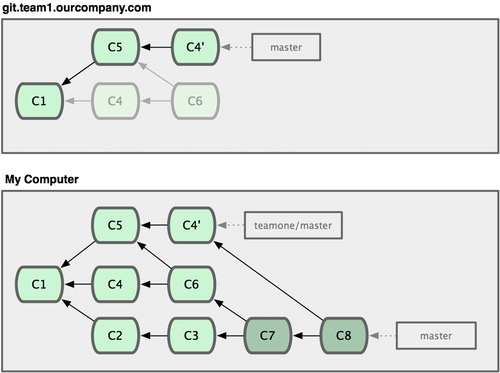 git.team1.ourcompany.com
C5 C4' master
C1 C4 C6
My Computer
C5 C4' teamone/master
C1 C4 C6
C2 C3 C7 C8 master